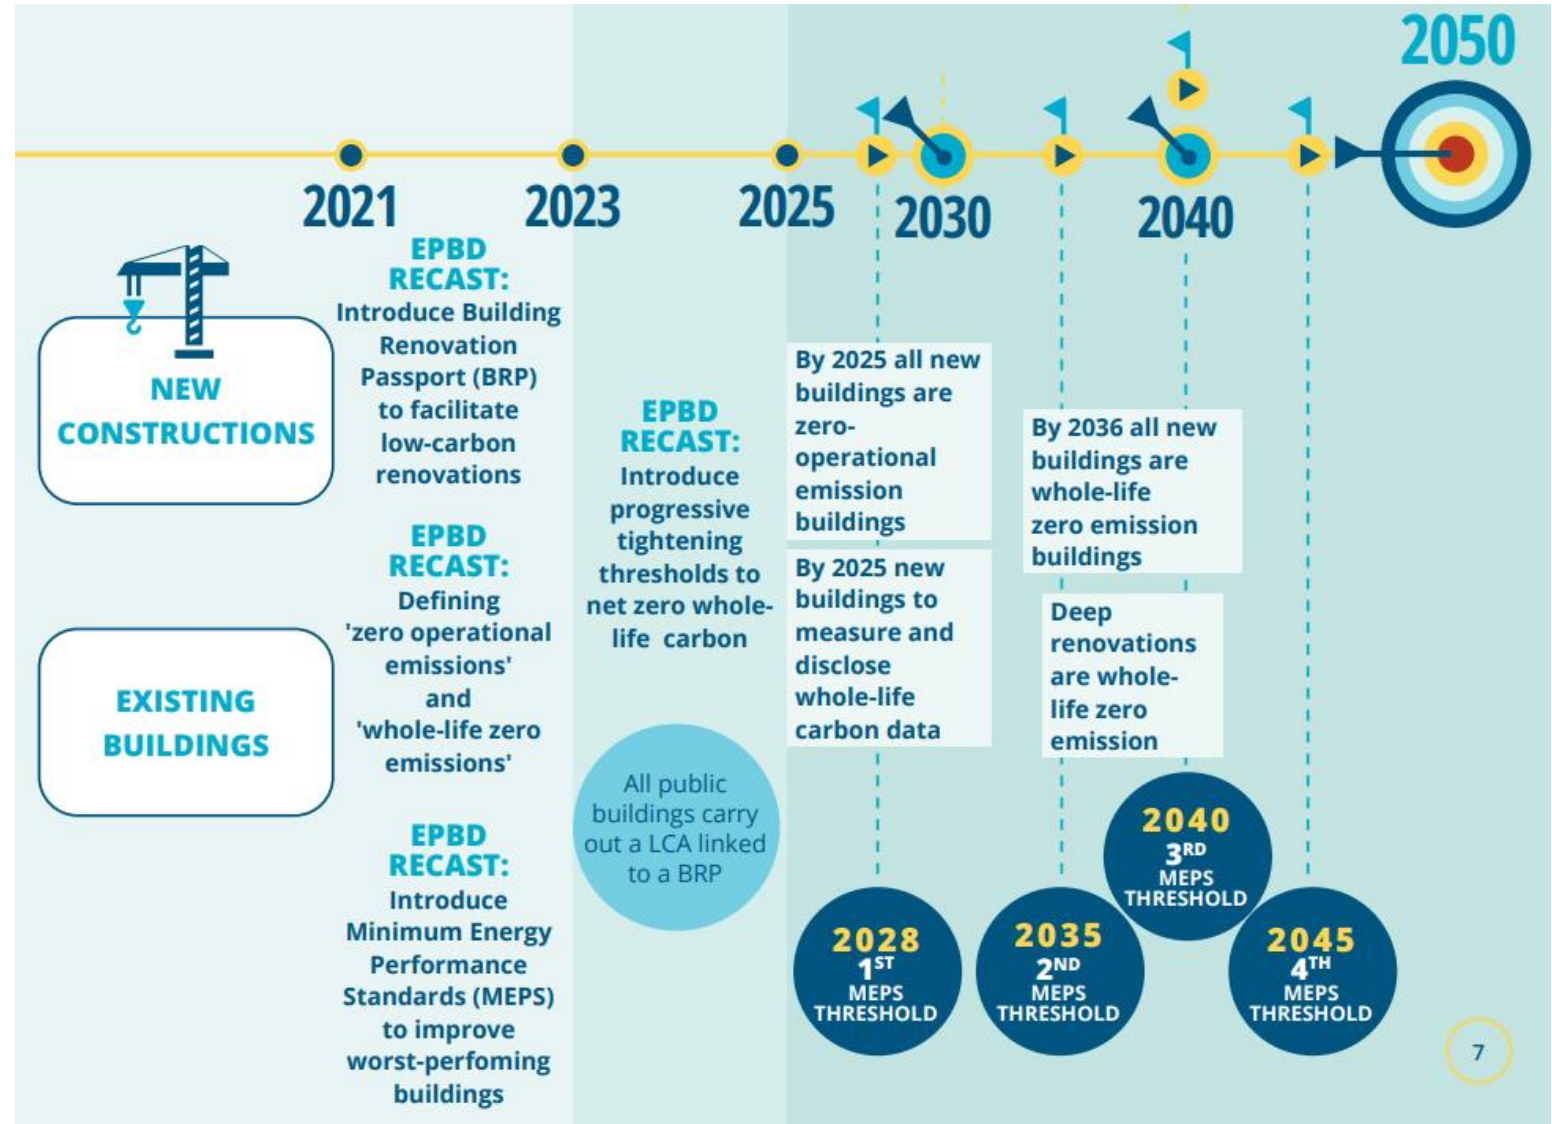 2050
2021
2023
2025
2030
2040
NEW
CONSTRUCTIONS
EXISTING
BUILDINGS
EPBD
RECAST:
Introduce Building
Renovation
Passport (BRP)
to facilitate
low-carbon
renovations
EPBD
RECAST:
Defining
'zero operational
emissions'
and
'whole-life zero
emissions'
EPBD
RECAST:
Introduce
Minimum Energy
Performance
Standards (MEPS)
to improve
worst-perfoming
buildings
EPBD
RECAST:
Introduce
progressive
tightening
thresholds to
net zero whole-
life carbon
All public
buildings carry
out a LCA linked
to a BRP
By 2025 all new
buildings are
zero-
operational
emission
buildings
By 2025 new
buildings to
measure and
disclose
whole-life
carbon data
By 2036 all new
buildings are
whole-life
zero emission
buildings
Deep
renovations
are whole-
life zero
emission
2028
1ST
MEPS
THRESHOLD
2035
2ND
MEPS
THRESHOLD
2040
3RD
MEPS
THRESHOLD
2045
4TH
MEPS
THRESHOLD
7